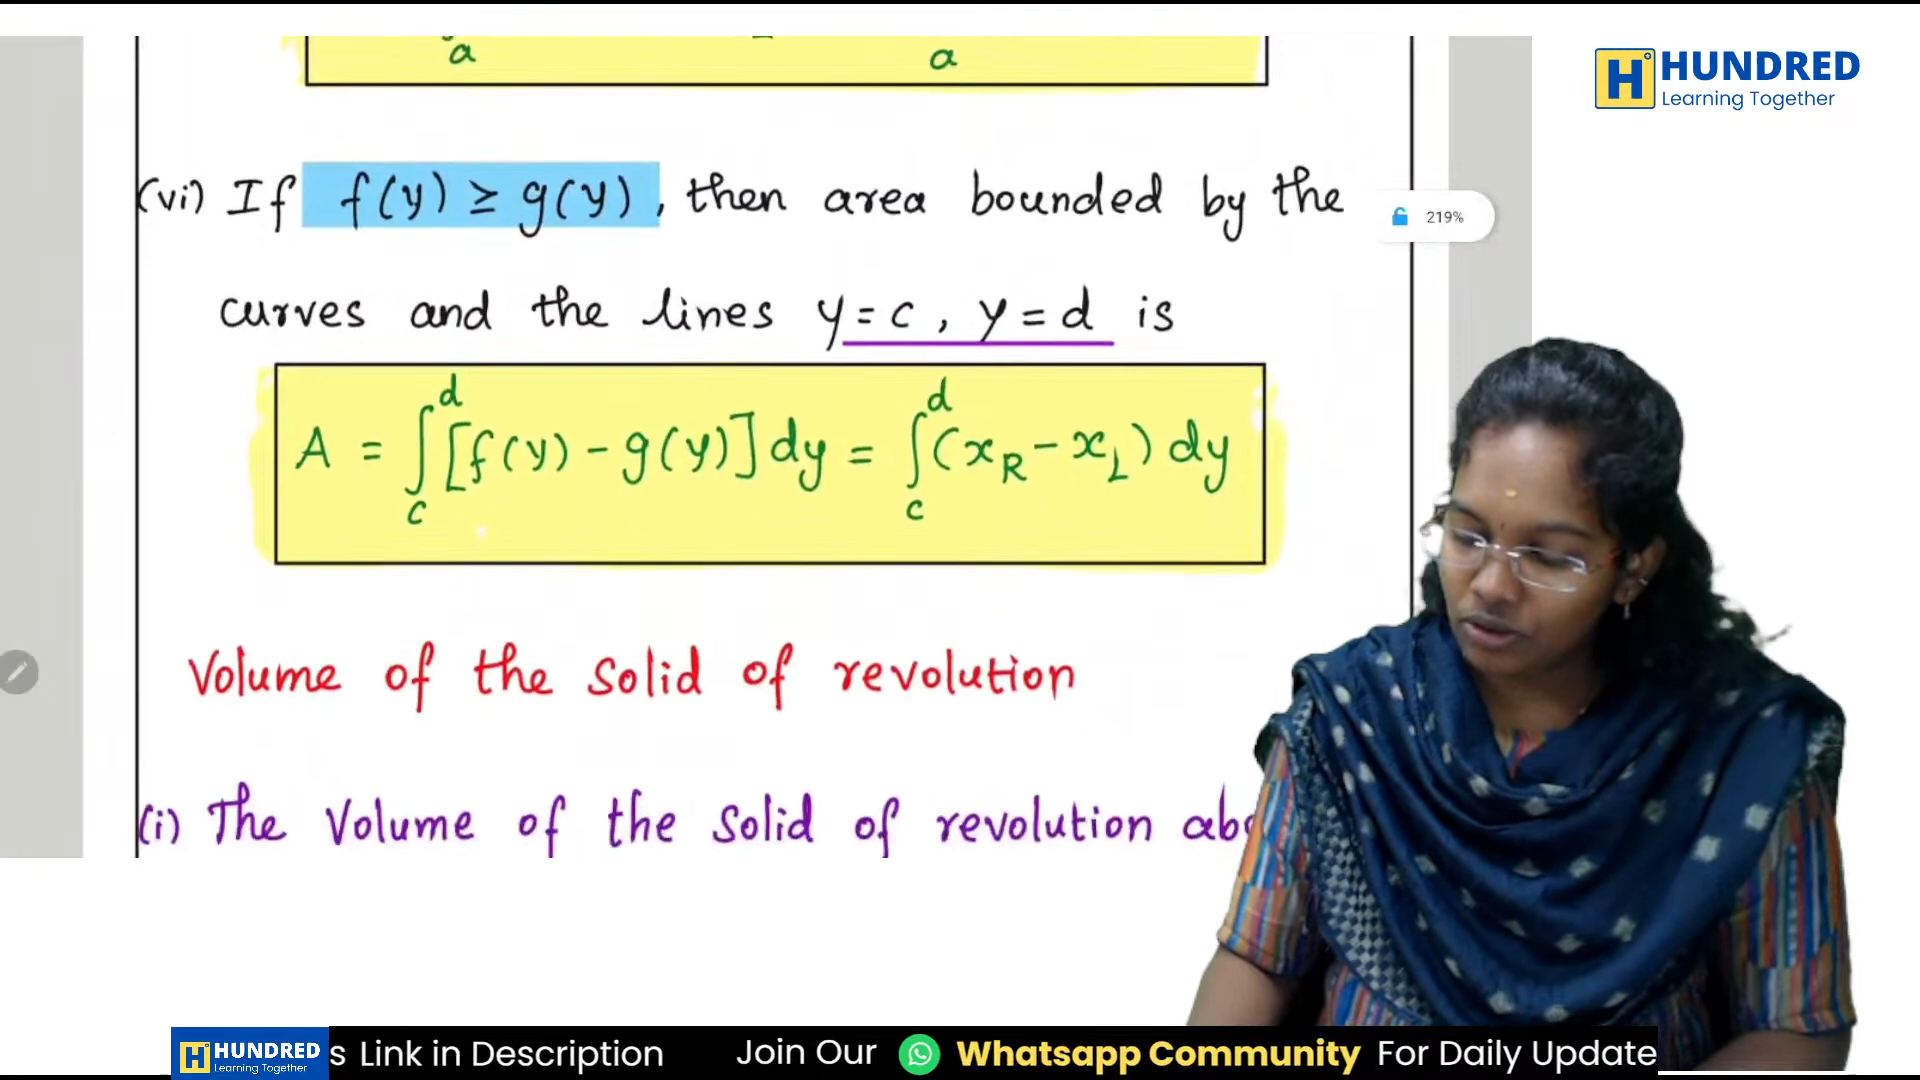 a a
HUNDRED
Learning Together
(vi) If f(y) ≥ g(y), then area bounded by the
219%
curves and the lines y = c, y = d is
A = ∫_c^d [f(y) - g(y)] dy = ∫_c^d (x_R - x_L) dy
Volume of the solid of revolution
(i) The Volume of the solid of revolution
HUNDRED
Learning Together
s Link in Description Join Our Whatsapp Community For Daily Update